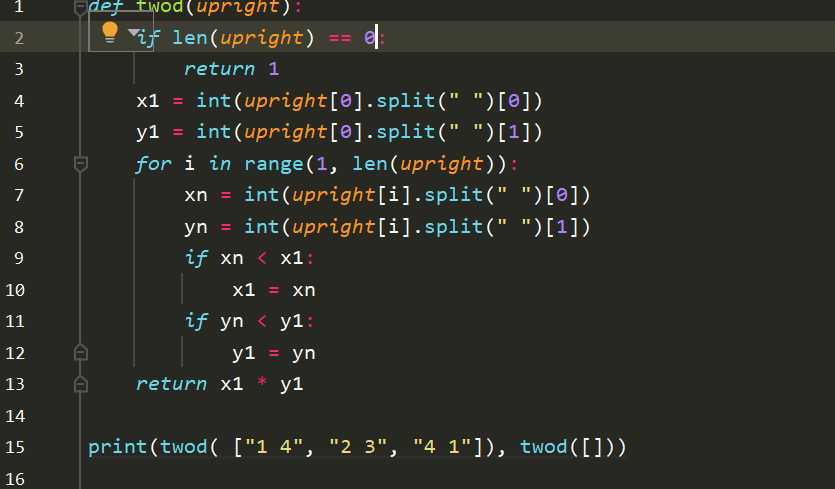 1 def twod(upright):
2 if len(upright) == 0:
3 return 1
4 x1 = int(upright[0].split(" ")[0])
5 y1 = int(upright[0].split(" ")[1])
6 for i in range(1, len(upright)):
7 xn = int(upright[i].split(" ")[0])
8 yn = int(upright[i].split(" ")[1])
9 if xn < x1:
10 x1 = xn
11 if yn < y1:
12 y1 = yn
13 return x1 * y1
14
15 print(twod( ["1 4", "2 3", "4 1"]), twod([]))
16